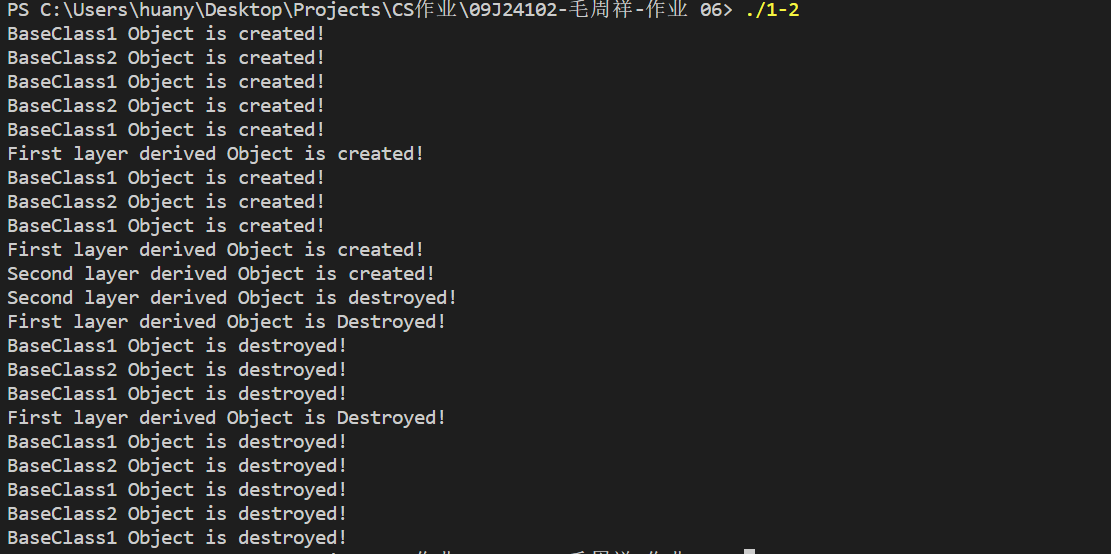 PS C:\Users\huany\Desktop\Projects\CS作业\09J24102-毛周祥-作业 06> ./1-2
BaseClass1 Object is created!
BaseClass2 Object is created!
BaseClass1 Object is created!
BaseClass2 Object is created!
BaseClass1 Object is created!
First layer derived Object is created!
BaseClass1 Object is created!
BaseClass2 Object is created!
BaseClass1 Object is created!
First layer derived Object is created!
Second layer derived Object is created!
Second layer derived Object is destroyed!
First layer derived Object is Destroyed!
BaseClass1 Object is destroyed!
BaseClass2 Object is destroyed!
BaseClass1 Object is destroyed!
First layer derived Object is Destroyed!
BaseClass1 Object is destroyed!
BaseClass2 Object is destroyed!
BaseClass1 Object is destroyed!
BaseClass2 Object is destroyed!
BaseClass1 Object is destroyed!